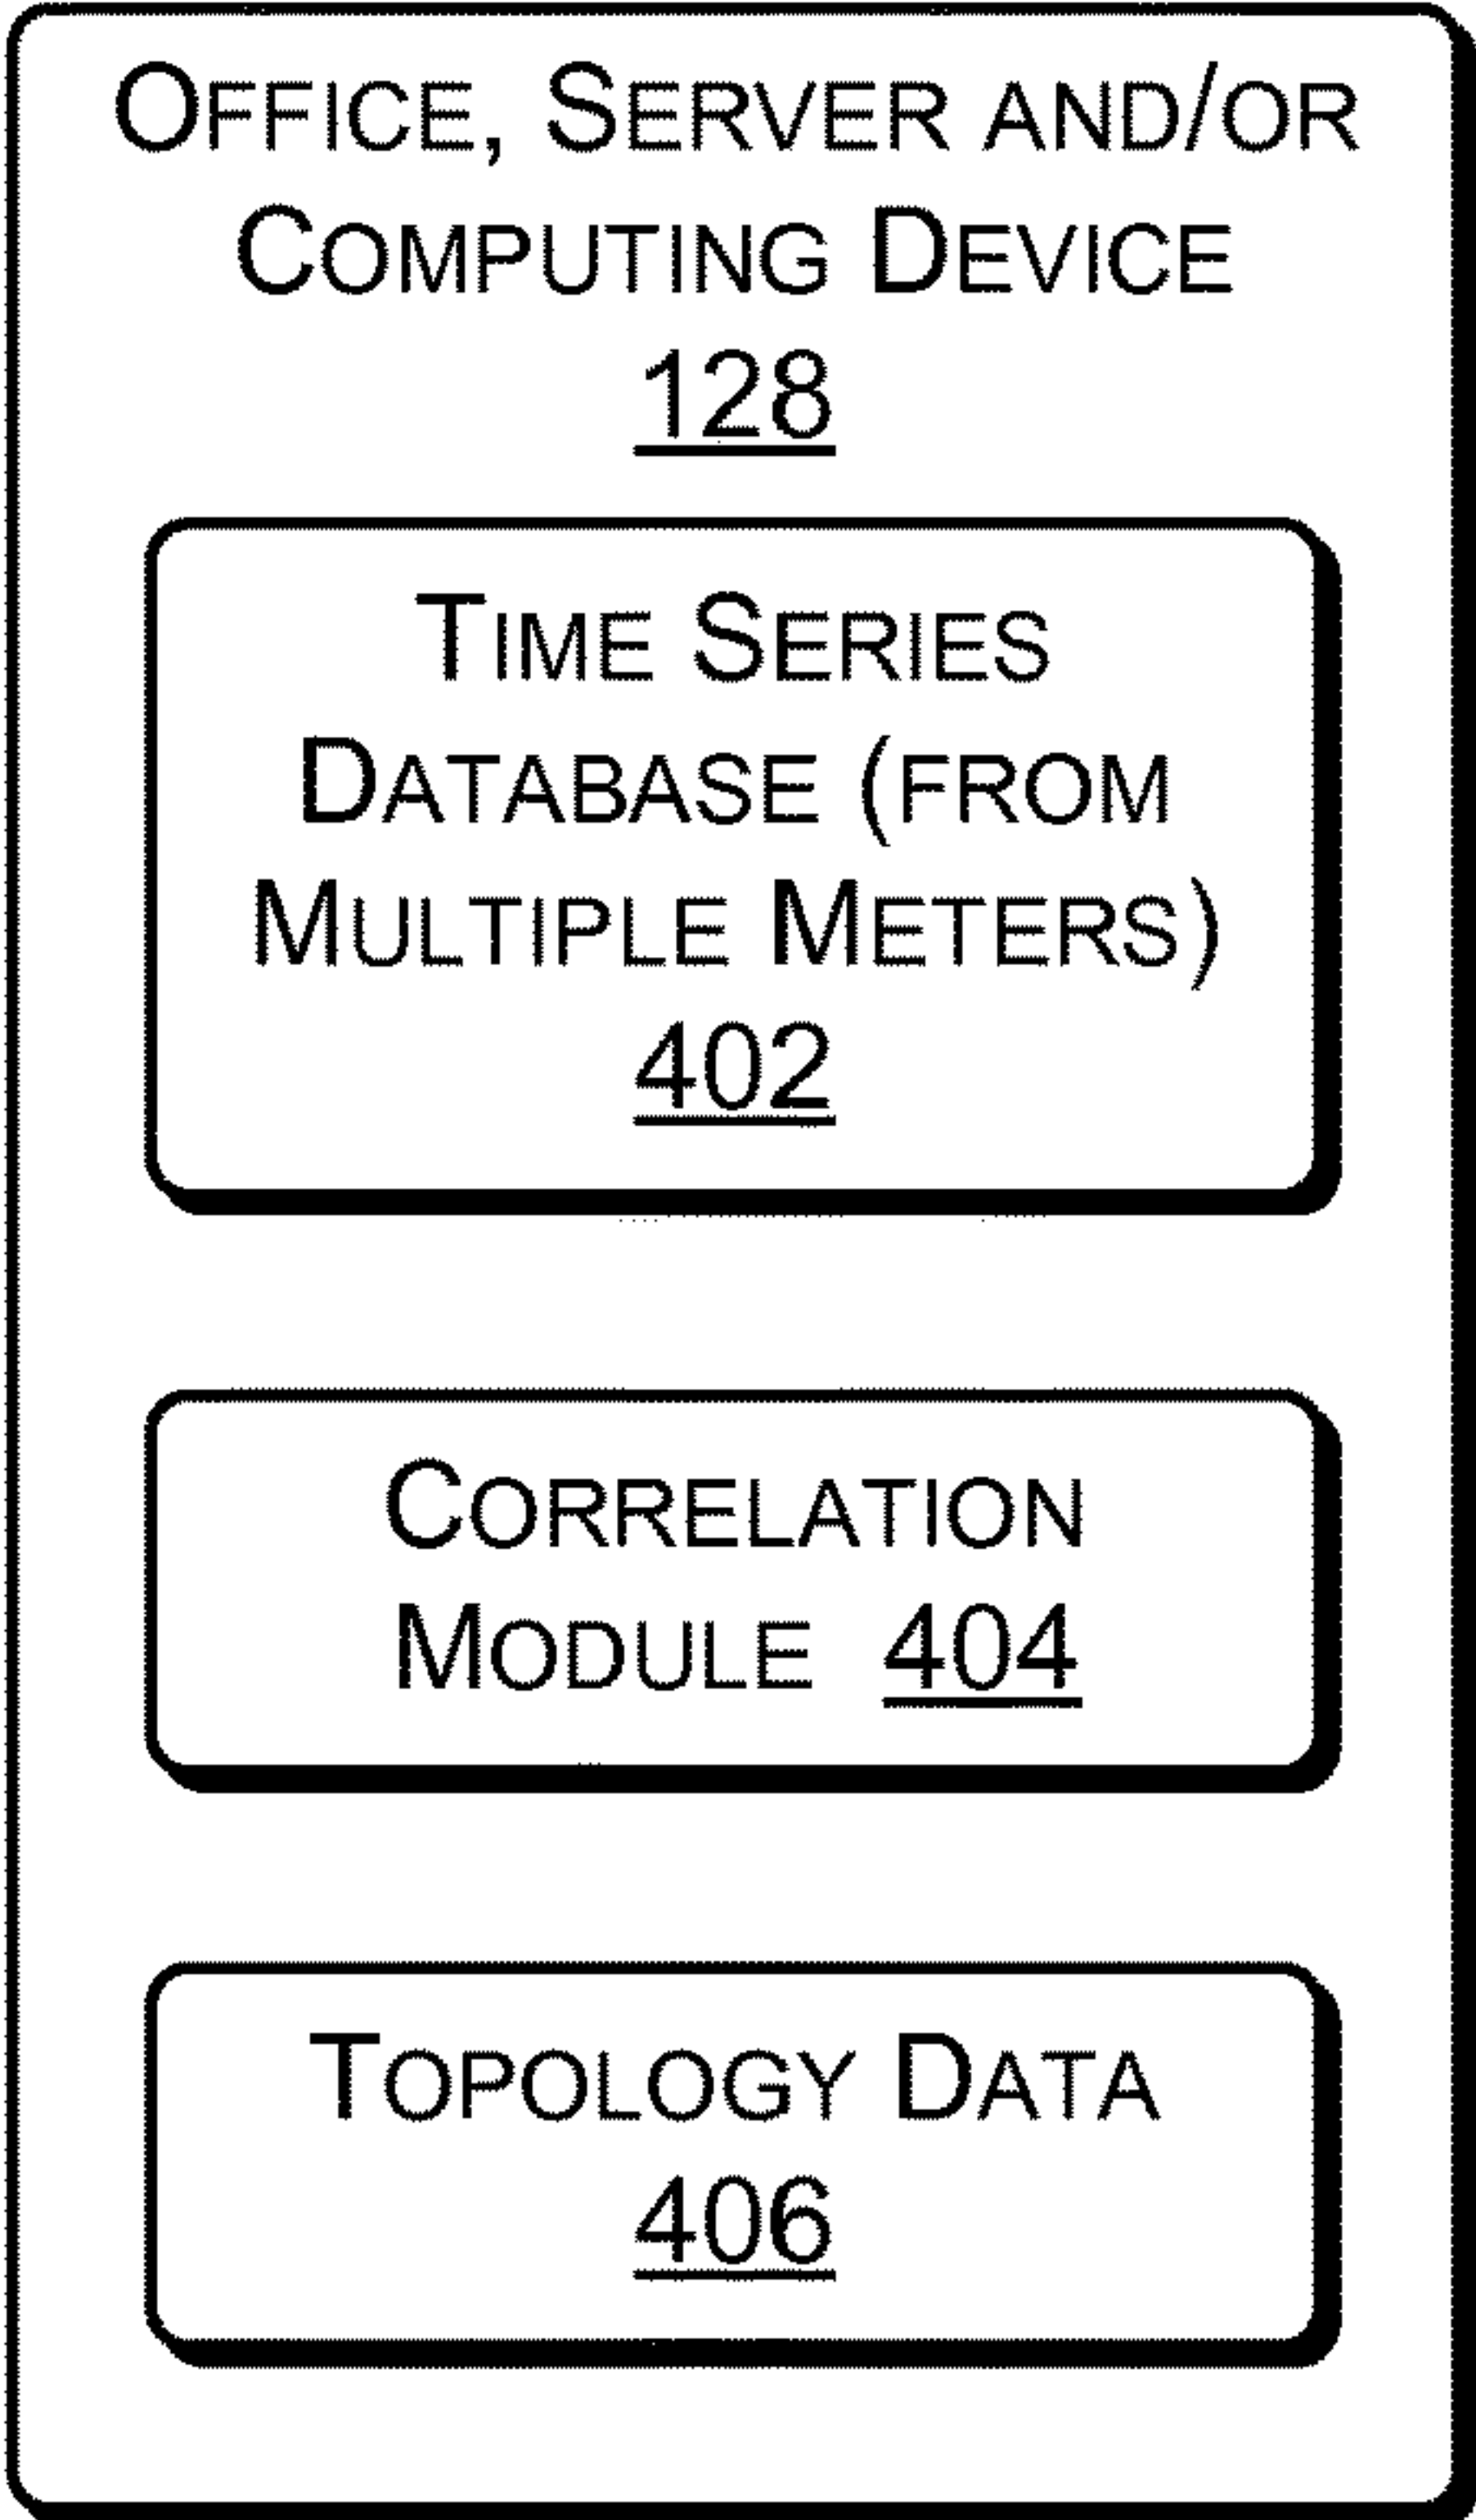 OFFICE, SERVER AND/OR
COMPUTING DEVICE
128
TIME SERIES
DATABASE (FROM
MULTIPLE METERS)
402
CORRELATION
MODULE 404
TOPOLOGY DATA
406